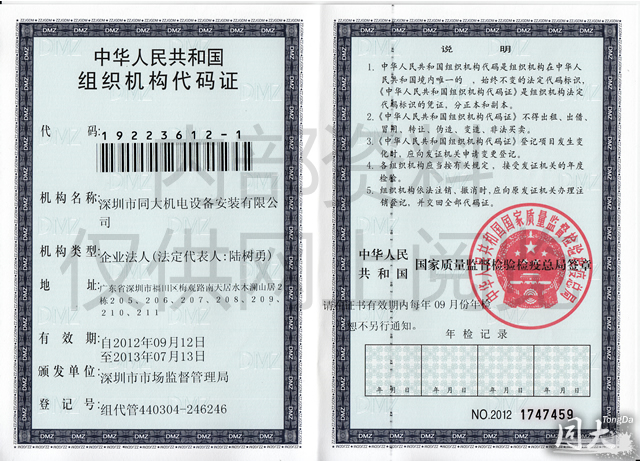 中华人民共和国
组织机构代码证
代 码:19223612-1
机构名称:深圳市同大机电设备安装有限公
司
机构类型:企业法人(法定代表人:陆树勇)
地 址:广东省深圳市福田区梅观路南天居水木澜山居2
栋205、206、207、208、209、
210、211
有 效 期:自2012年09月12日
至2013年07月13日
颁发单位:深圳市市场监督管理局
登 记 号:组代管440304-246246
说 明
1. 中华人民共和国组织机构代码是组织机构在中华人
民共和国境内唯一的、始终不变的法定代码标识,
《中华人民共和国组织机构代码证》是组织机构法定
代码标识的凭证,分正本和副本。
2. 《中华人民共和国组织机构代码证》不得出租、出借、
冒用、转让、伪造、变造、非法买卖。
3. 《中华人民共和国组织机构代码证》登记项目发生变
化时,应向发证机关申请变更登记。
4. 各组织机构应当按有关规定,接受发证机关的年度
检验。
5. 组织机构依法注销、撤消时,应向原发证机关办理注
销登记,并交回全部代码证。
中华人民
共和国
国家质量监督检验检疫总局签章
请在证书有效期内每年09月份年检
恕不另行通知。
年检记录
年 月 日
年 月 日
年 月 日
年 月 日
NO.2012 1747459
内部资料
仅供网上阅览
TongDa
同大